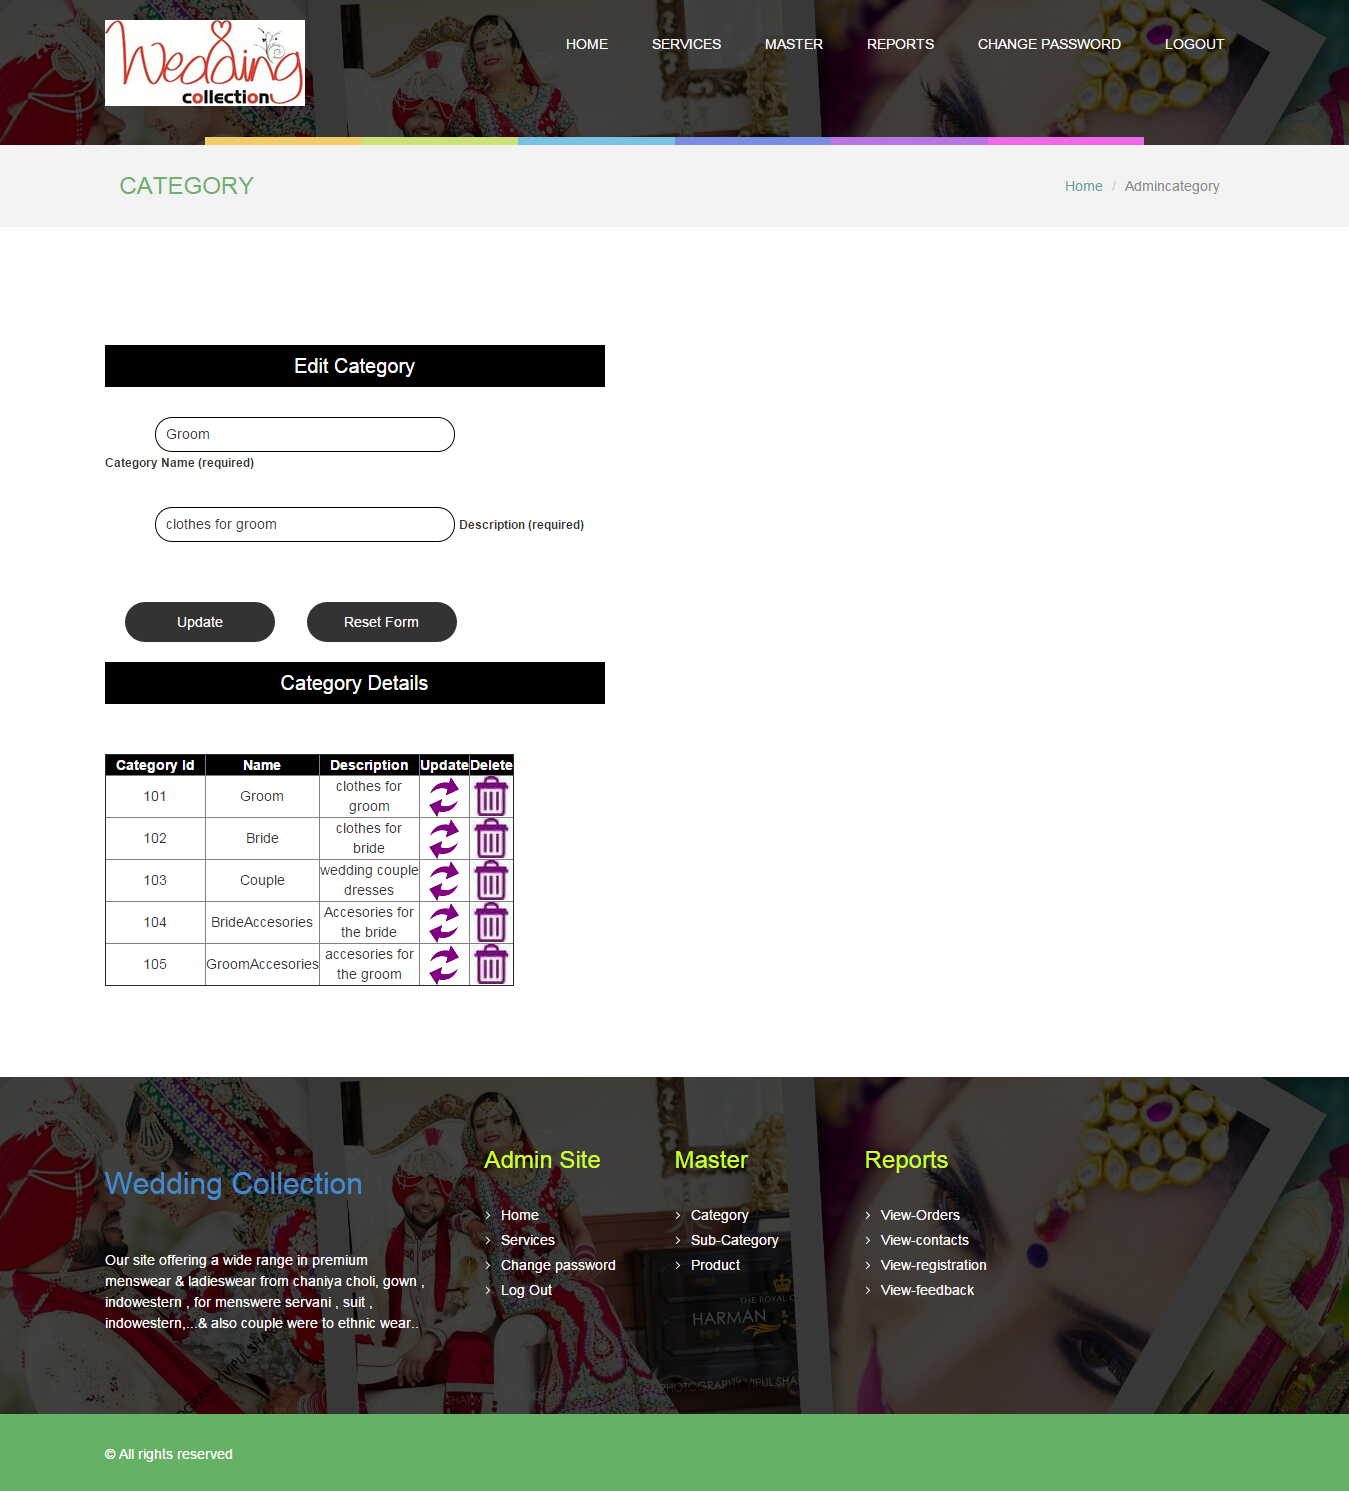 Wedding
collection
HOME SERVICES MASTER REPORTS CHANGE PASSWORD LOGOUT
CATEGORY
Home / Admincategory
Edit Category
Groom
Category Name (required)
clothes for groom Description (required)
Update Reset Form
Category Details
Category Id Name Description Update Delete
101 Groom clothes for groom
102 Bride clothes for bride
103 Couple wedding couple dresses
104 BrideAccesories Accesories for the bride
105 GroomAccesories accesories for the groom
Wedding Collection
Our site offering a wide range in premium
menswear & ladieswear from chaniya choli, gown ,
indowestern , for menswere servani , suit ,
indowestern,...& also couple were to ethnic wear..
Admin Site
Home
Services
Change password
Log Out
Master
Category
Sub-Category
Product
Reports
View-Orders
View-contacts
View-registration
View-feedback
THE ROYAL
HARMAN &
PHOTOGRAPHY VIPUL SHAR
© All rights reserved